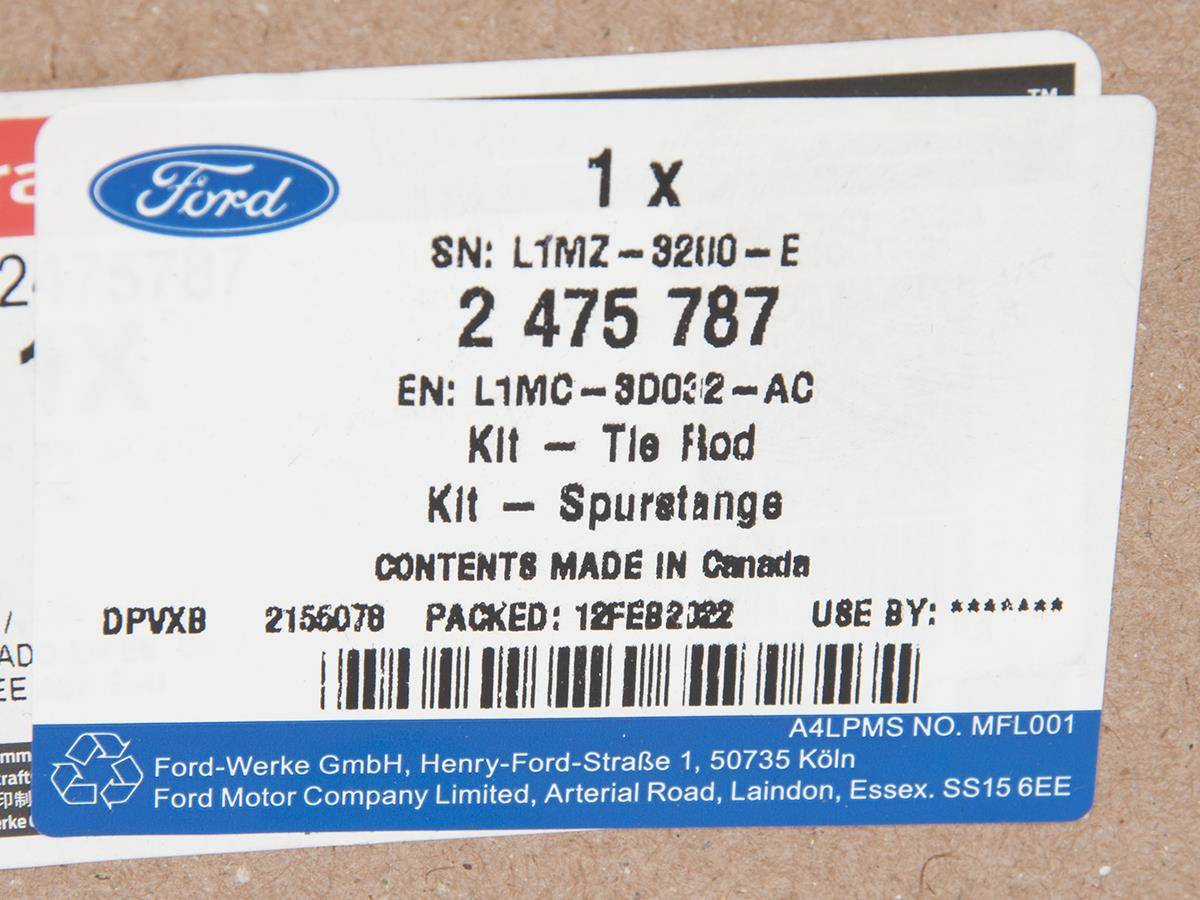 TM
Ford
1 x
SN: L1MZ-3280-E
2 475 787
EN: L1MC-3D032-AC
Kit - Tie Rod
Kit - Spurstange
CONTENTS MADE IN Canada
DPVXB 2155078 PACKED: 12FEB2022 USE BY: *******
A4LPMS NO. MFL001
Ford-Werke GmbH, Henry-Ford-Straße 1, 50735 Köln
Ford Motor Company Limited, Arterial Road, Laindon, Essex. SS15 6EE